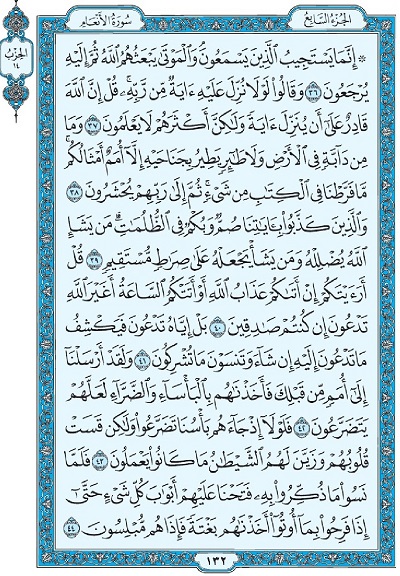 الجزء السابع
سورة الأنعام
الحزب
١٤
۞ إِنَّمَا يَسْتَجِيبُ ٱلَّذِينَ يَسْمَعُونَۘ وَٱلْمَوْتَىٰ يَبْعَثُهُمُ ٱللَّهُ ثُمَّ إِلَيْهِ
يُرْجَعُونَ ٣٦ وَقَالُوا۟ لَوْلَا نُزِّلَ عَلَيْهِ ءَايَةٌ مِّن رَّبِّهِۦۚ قُلْ إِنَّ ٱللَّهَ
قَادِرٌ عَلَىٰٓ أَن يُنَزِّلَ ءَايَةً وَلَٰكِنَّ أَكْثَرَهُمْ لَا يَعْلَمُونَ ٣٧ وَمَا
مِن دَآبَّةٍ فِى ٱلْأَرْضِ وَلَا طَٰٓئِرٍ يَطِيرُ بِجَنَاحَيْهِ إِلَّآ أُمَمٌ أَمْثَالُكُمۚ
مَّا فَرَّطْنَا فِى ٱلْكِتَٰبِ مِن شَىْءٍۚ ثُمَّ إِلَىٰ رَبِّهِمْ يُحْشَرُونَ ٣٨
وَٱلَّذِينَ كَذَّبُوا۟ بِـَٔايَٰتِنَا صُمٌّ وَبُكْمٌ فِى ٱلظُّلُمَٰتِۗ مَن يَشَإِ
ٱللَّهُ يُضْلِلْهُ وَمَن يَشَأْ يَجْعَلْهُ عَلَىٰ صِرَٰطٍ مُّسْتَقِيمٍ ٣٩ قُلْ
أَرَءَيْتَكُمْ إِنْ أَتَىٰكُمْ عَذَابُ ٱللَّهِ أَوْ أَتَتْكُمُ ٱلسَّاعَةُ أَغَيْرَ ٱللَّهِ
تَدْعُونَ إِن كُنتُمْ صَٰدِقِينَ ٤٠ بَلْ إِيَّاهُ تَدْعُونَ فَيَكْشِفُ
مَا تَدْعُونَ إِلَيْهِ إِن شَآءَ وَتَنسَوْنَ مَا تُشْرِكُونَ ٤١ وَلَقَدْ أَرْسَلْنَآ
إِلَىٰٓ أُمَمٍ مِّن قَبْلِكَ فَأَخَذْنَٰهُم بِٱلْبَأْسَآءِ وَٱلضَّرَّآءِ لَعَلَّهُمْ
يَتَضَرَّعُونَ ٤٢ فَلَوْلَآ إِذْ جَآءَهُم بَأْسُنَا تَضَرَّعُوا۟ وَلَٰكِن قَسَتْ
قُلُوبُهُمْ وَزَيَّنَ لَهُمُ ٱلشَّيْطَٰنُ مَا كَانُوا۟ يَعْمَلُونَ ٤٣ فَلَمَّا
نَسُوا۟ مَا ذُكِّرُوا۟ بِهِۦ فَتَحْنَا عَلَيْهِمْ أَبْوَٰبَ كُلِّ شَىْءٍ حَتَّىٰٓ
إِذَا فَرِحُوا۟ بِمَآ أُوتُوٓا۟ أَخَذْنَٰهُم بَغْتَةً فَإِذَا هُم مُّبْلِسُونَ ٤٤
١٣٢